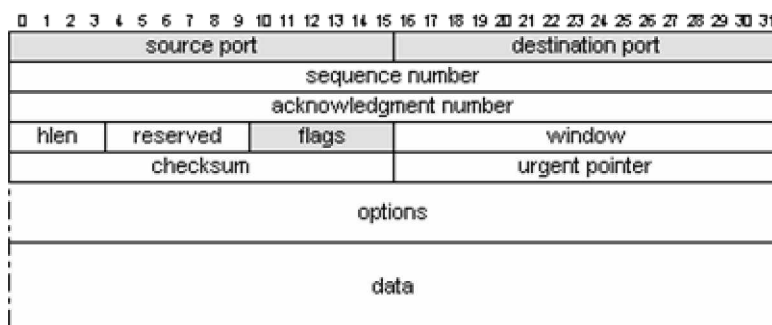 0 1 2 3 4 5 6 7 8 9 10 11 12 13 14 15 16 17 18 19 20 21 22 23 24 25 26 27 28 29 30 31
source port destination port
sequence number
acknowledgment number
hlen reserved flags window
checksum urgent pointer
options
data